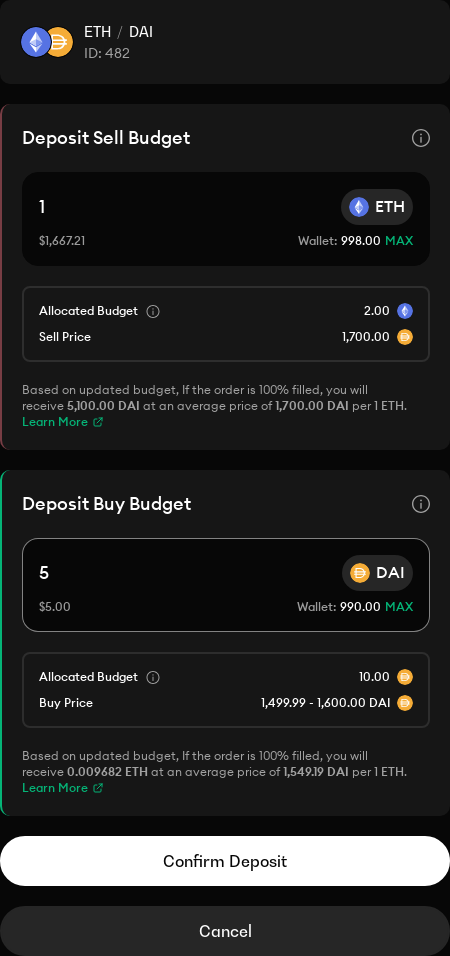 ETH / DAI
ID: 482
Deposit Sell Budget
1
ETH
$1,667.21
Wallet: 998.00 MAX
Allocated Budget
2.00
Sell Price
1,700.00
Based on updated budget, If the order is 100% filled, you will
receive 5,100.00 DAI at an average price of 1,700.00 DAI per 1 ETH.
Learn More
Deposit Buy Budget
5
DAI
$5.00
Wallet: 990.00 MAX
Allocated Budget
10.00
Buy Price
1,499.99 - 1,600.00 DAI
Based on updated budget, If the order is 100% filled, you will
receive 0.009682 ETH at an average price of 1,549.19 DAI per 1 ETH.
Learn More
Confirm Deposit
Cancel